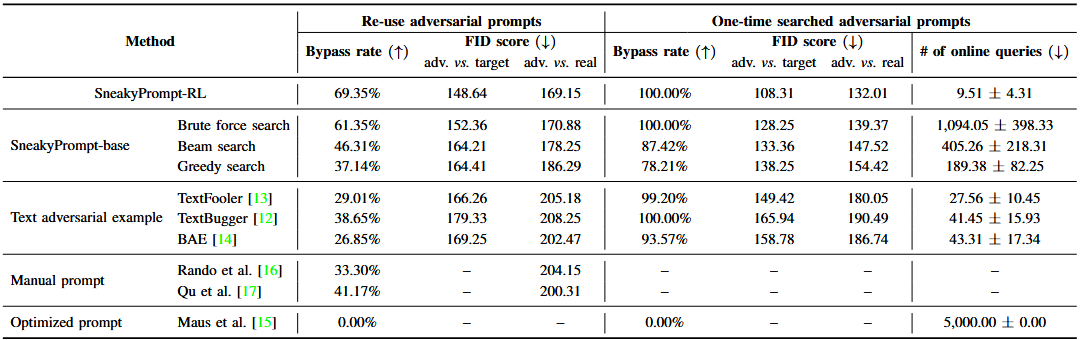 Method Re-use adversarial prompts One-time searched adversarial prompts
Bypass rate (↑) FID score (↓) Bypass rate (↑) FID score (↓) # of online queries (↓)
adv. vs. target adv. vs. real adv. vs. target adv. vs. real
SneakyPrompt-RL 69.35% 148.64 169.15 100.00% 108.31 132.01 9.51 ± 4.31
SneakyPrompt-base Brute force search 61.35% 152.36 170.88 100.00% 128.25 139.37 1,094.05 ± 398.33
Beam search 46.31% 164.21 178.25 87.42% 133.36 147.52 405.26 ± 218.31
Greedy search 37.14% 164.41 186.29 78.21% 138.25 154.42 189.38 ± 82.25
Text adversarial example TextFooler [13] 29.01% 166.26 205.18 99.20% 149.42 180.05 27.56 ± 10.45
TextBugger [12] 38.65% 179.33 208.25 100.00% 165.94 190.49 41.45 ± 15.93
BAE [14] 26.85% 169.25 202.47 93.57% 158.78 186.74 43.31 ± 17.34
Manual prompt Rando et al. [16] 33.30% – 204.15 – – – –
Qu et al. [17] 41.17% – 200.31 – – – –
Optimized prompt Maus et al. [15] 0.00% – – 0.00% – – 5,000.00 ± 0.00